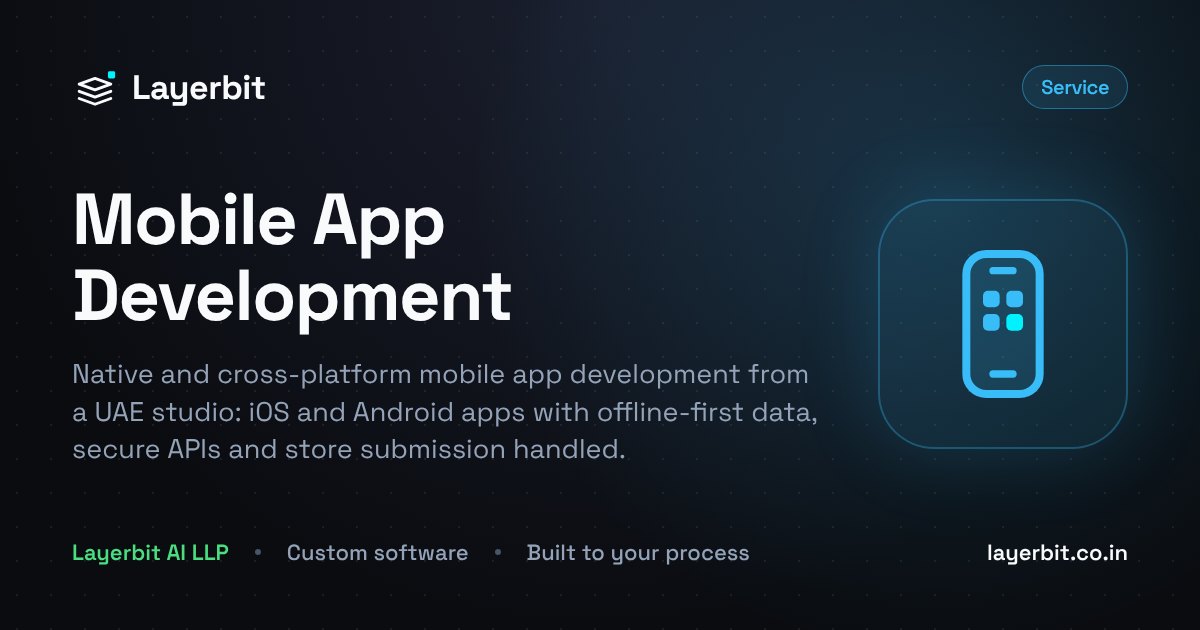 Layerbit
Service
Mobile App
Development
Native and cross-platform mobile app development from
a UAE studio: iOS and Android apps with offline-first data,
secure APIs and store submission handled.
Layerbit AI LLP • Custom software • Built to your process
layerbit.co.in